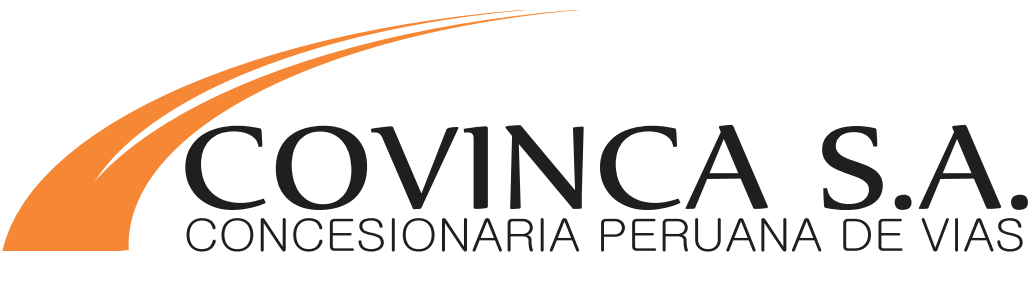 COVINCA S.A.
CONCESIONARIA PERUANA DE VIAS